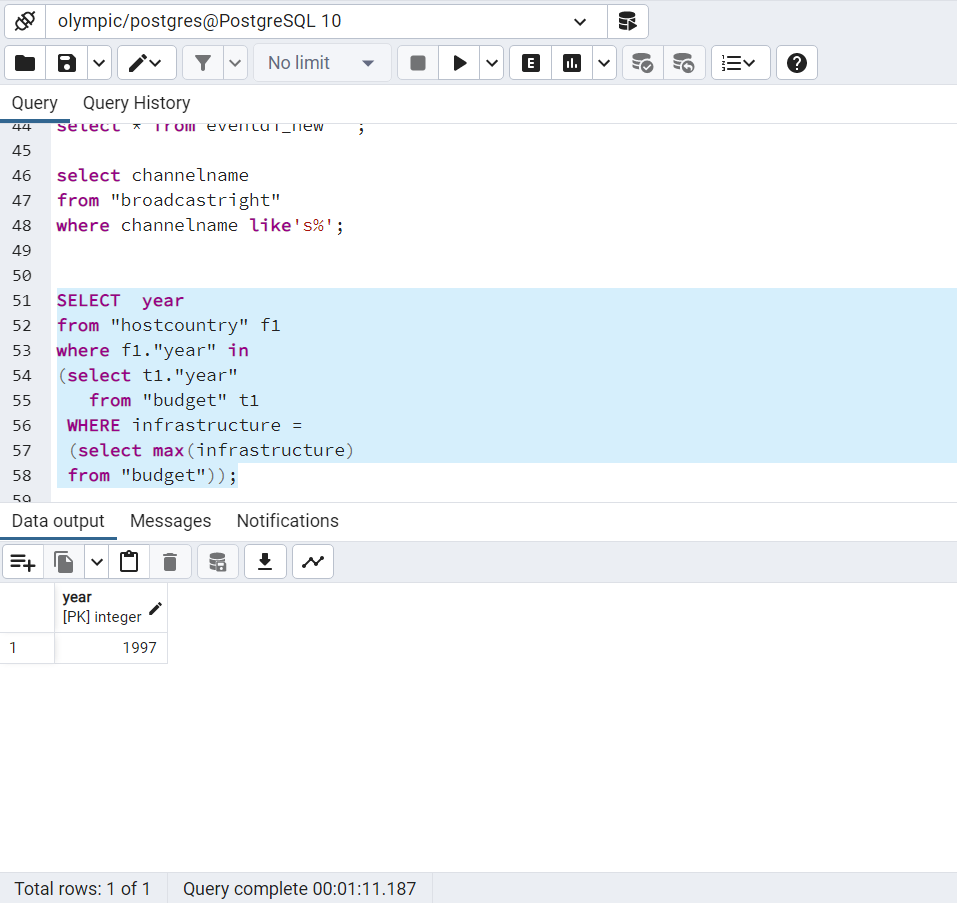 olympic/postgres@PostgreSQL 10
No limit
E
Query Query History
44 select * from eventdf_new ;
45
46 select channelname
47 from "broadcastright"
48 where channelname like's%';
49
50
51 SELECT year
52 from "hostcountry" f1
53 where f1."year" in
54 (select t1."year"
55 from "budget" t1
56 WHERE infrastructure =
57 (select max(infrastructure)
58 from "budget"));
59
Data output Messages Notifications
year
[PK] integer
1 1997
Total rows: 1 of 1 Query complete 00:01:11.187